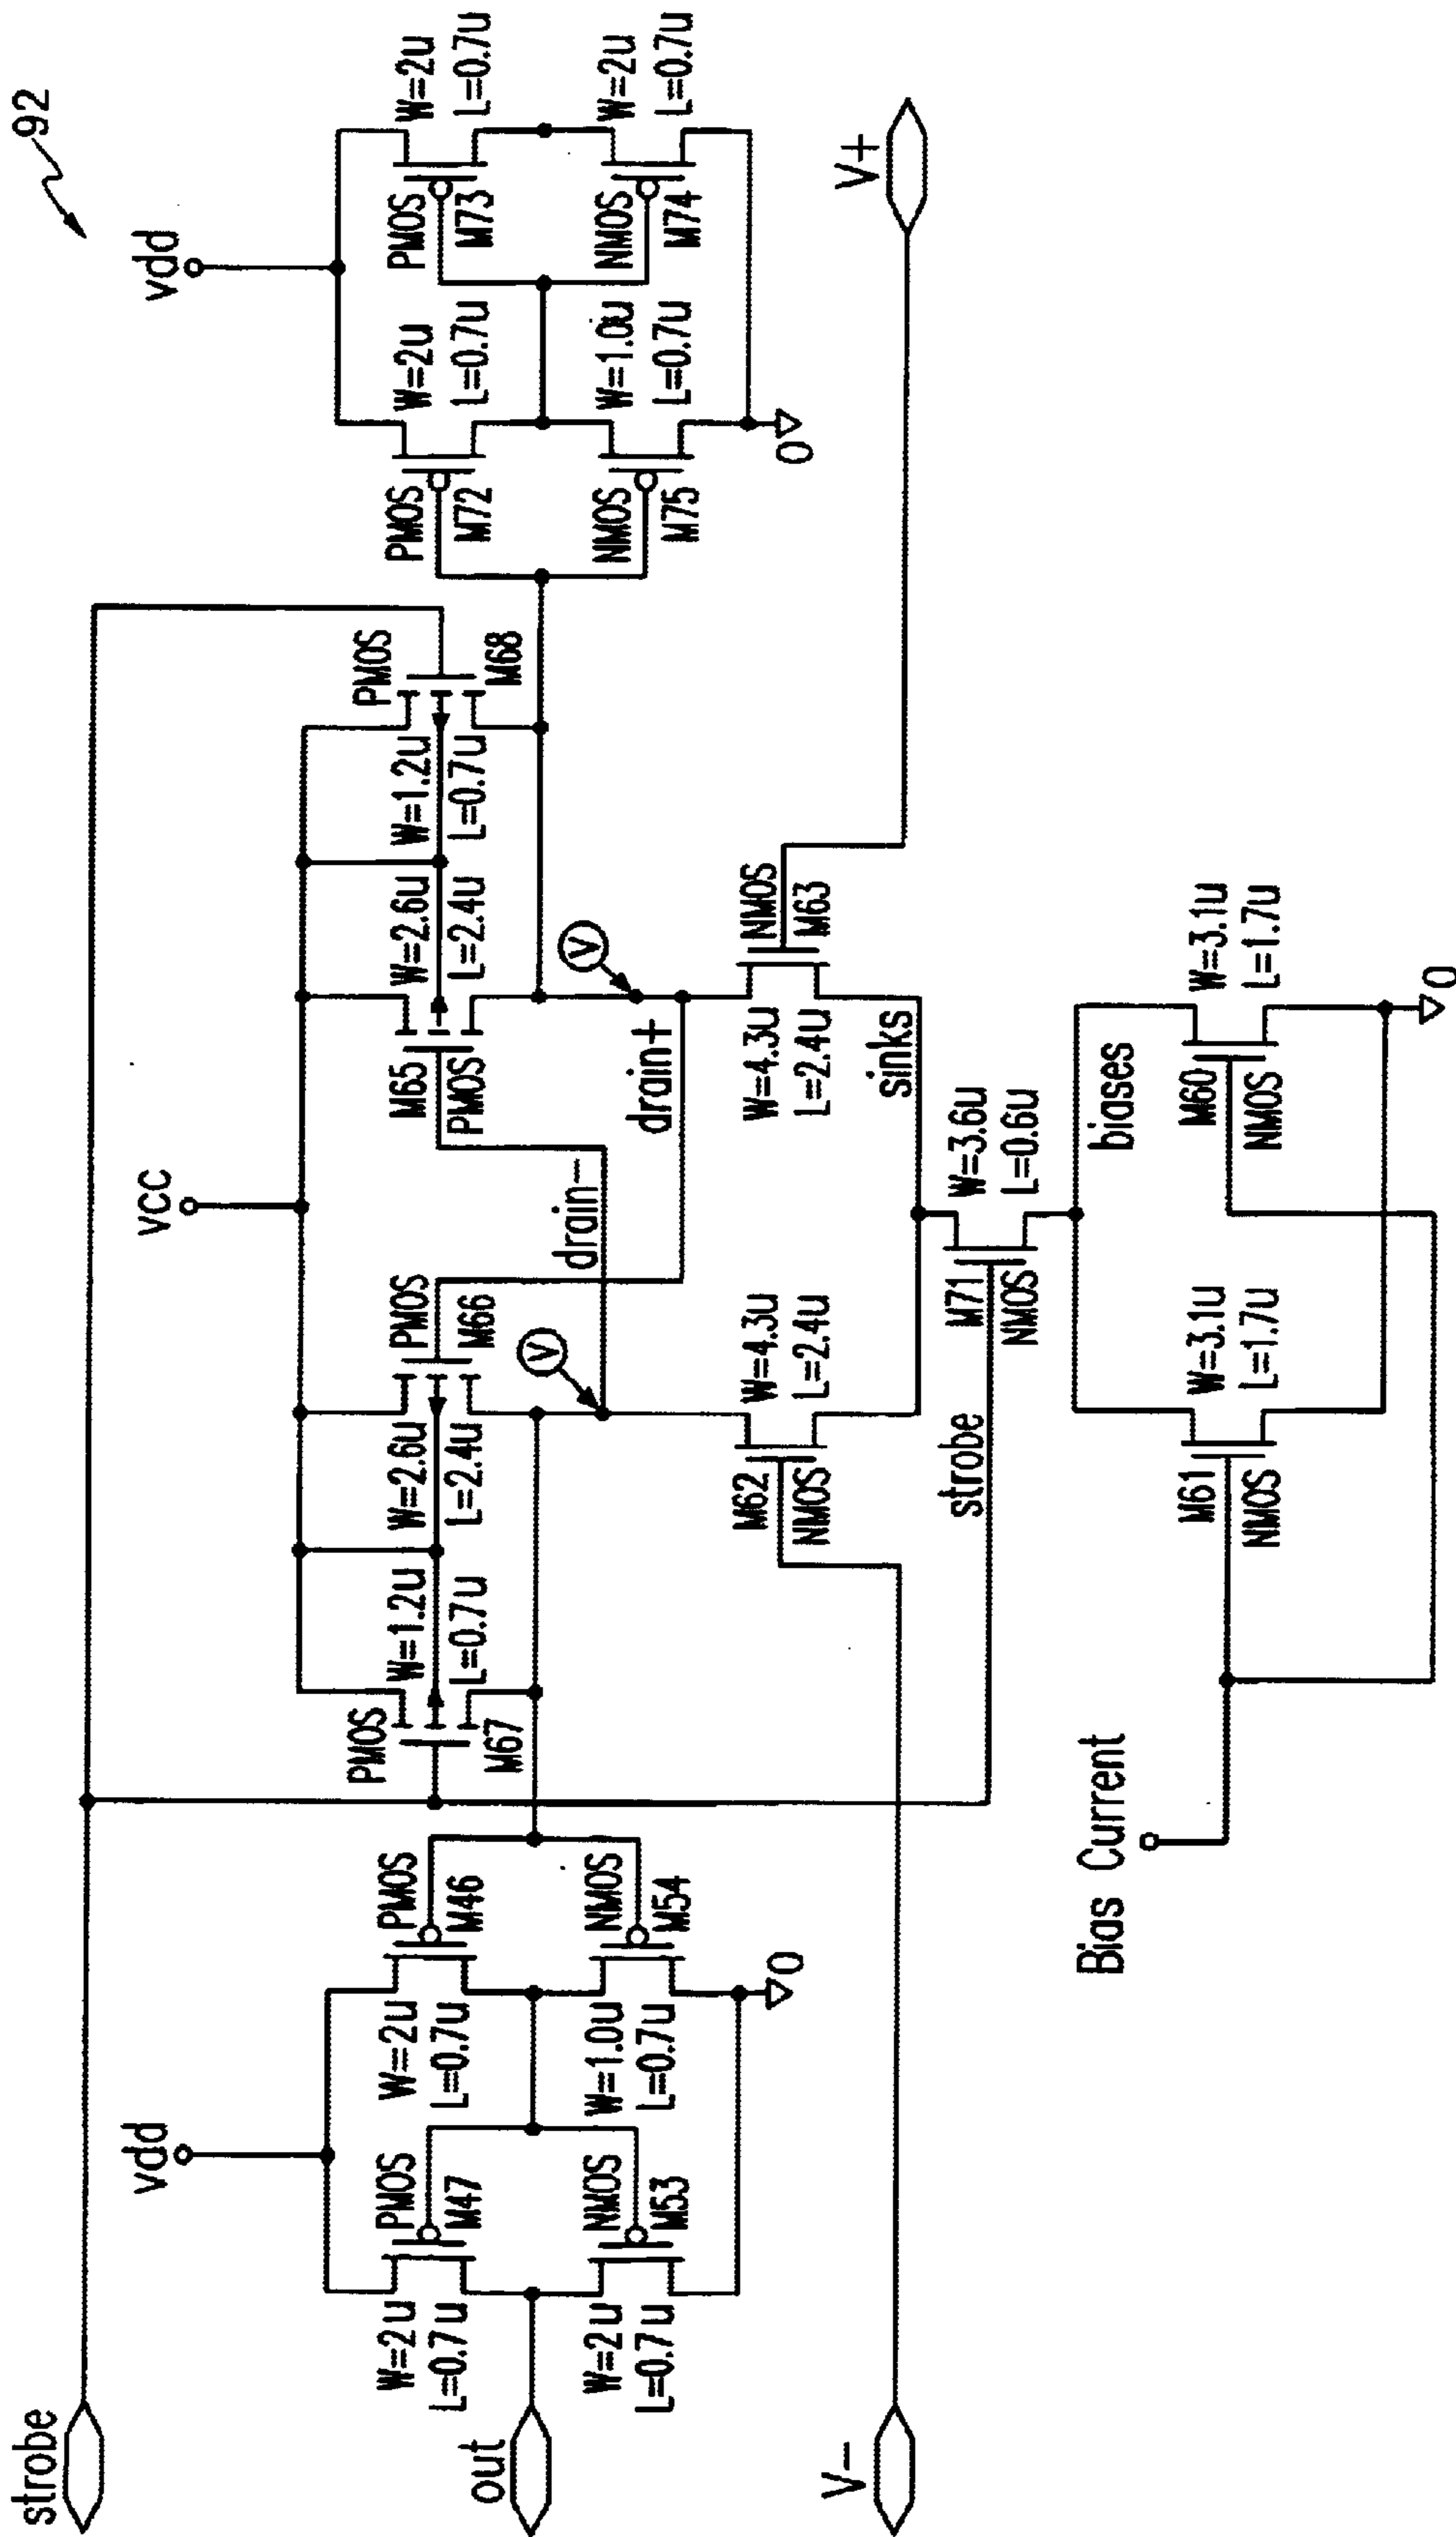 92
strobe
vdd
vcc
vdd
W=2u
L=0.7u
PMOS
M47
W=2u
L=0.7u
PMOS
M46
PMOS
M67
W=1.2u
L=0.7u
W=2.6u
L=2.4u
PMOS
M66
M65
PMOS
W=2.6u
L=2.4u
W=1.2u
L=0.7u
PMOS
M68
PMOS
M72
W=2u
L=0.7u
PMOS
M73
W=2u
L=0.7u
out
W=2u
L=0.7u
NMOS
M53
W=1.0u
L=0.7u
NMOS
M54
V
drain-
drain+
V
NMOS
M75
W=1.0u
L=0.7u
NMOS
M74
W=2u
L=0.7u
0
0
V-
M62
NMOS
W=4.3u
L=2.4u
W=4.3u
L=2.4u
NMOS
M63
V+
sinks
strobe
M71
NMOS
W=3.6u
L=0.6u
Bias Current
biases
M61
NMOS
W=3.1u
L=1.7u
M60
NMOS
W=3.1u
L=1.7u
0